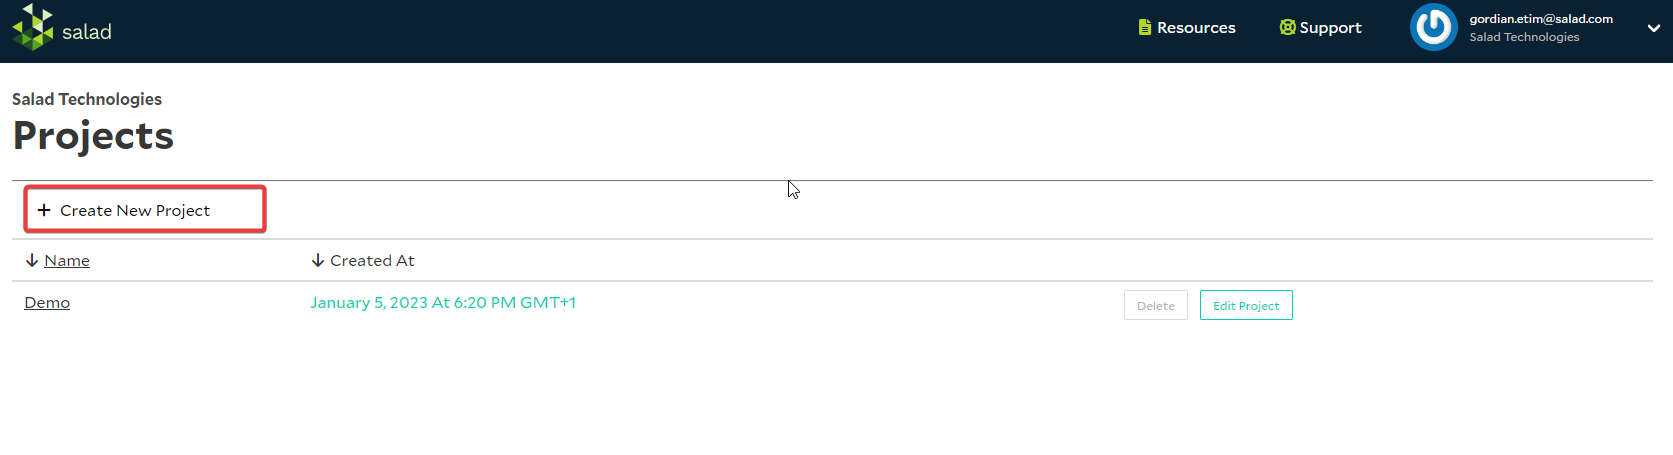 salad
Resources
Support
gordian.etim@salad.com
Salad Technologies
Salad Technologies
Projects
+ Create New Project
↓ Name
↓ Created At
Demo
January 5, 2023 At 6:20 PM GMT+1
Delete
Edit Project